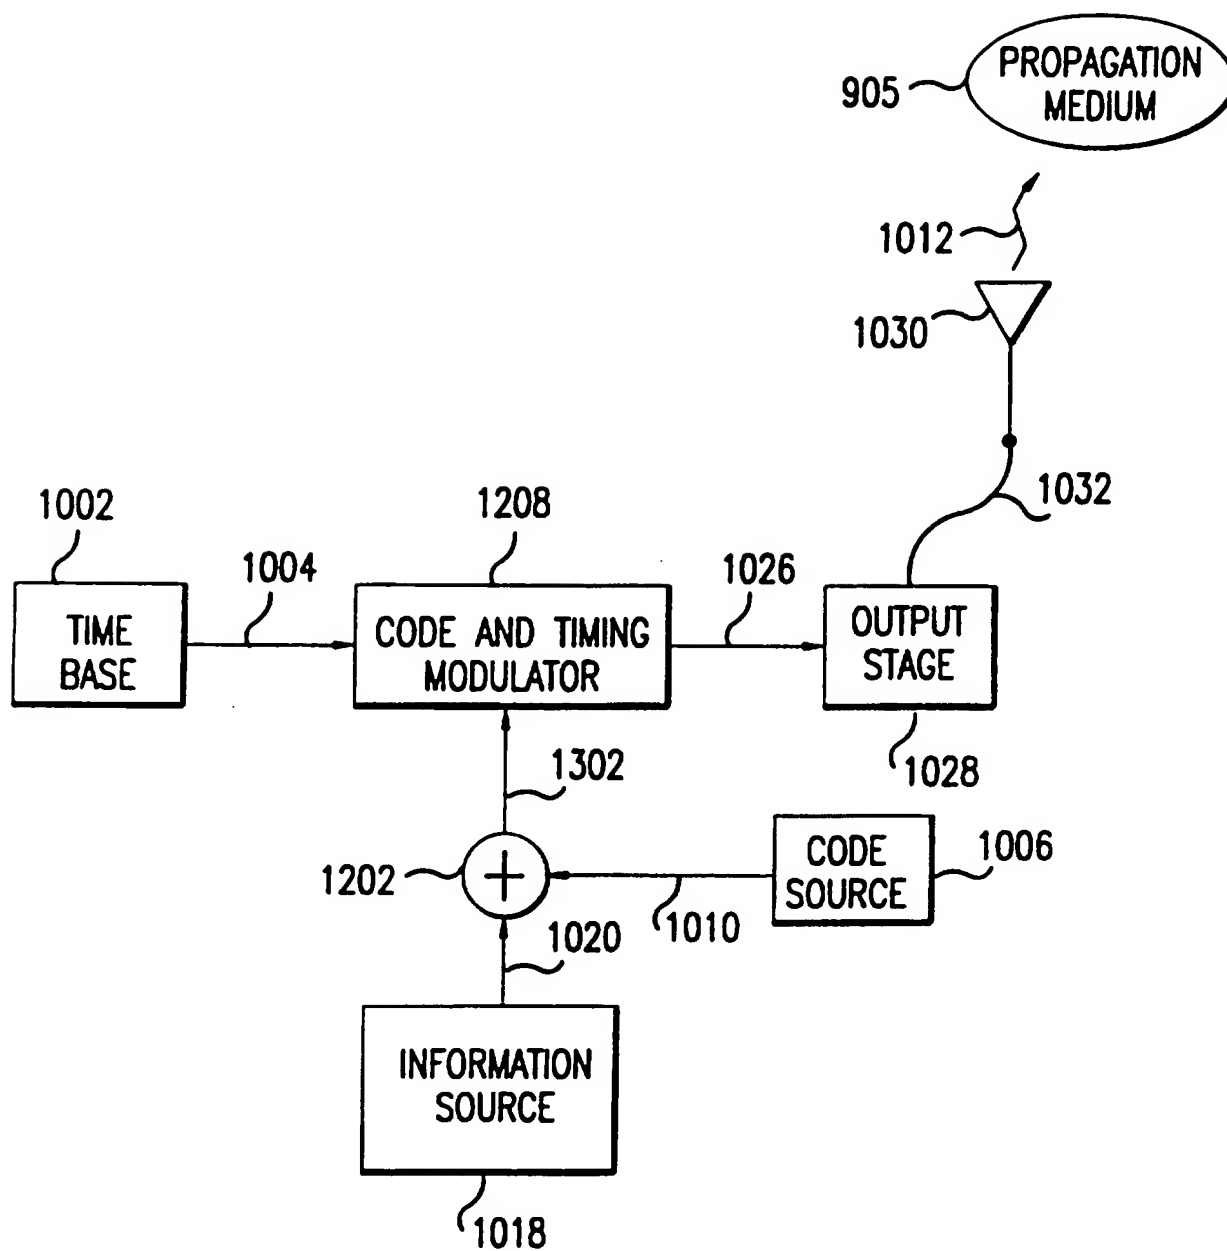 PROPAGATION
MEDIUM
905
1012
1030
1032
1002
1208
1004
1026
TIME
BASE
CODE AND TIMING
MODULATOR
OUTPUT
STAGE
1028
1302
CODE
SOURCE
1006
1202
1010
1020
INFORMATION
SOURCE
1018